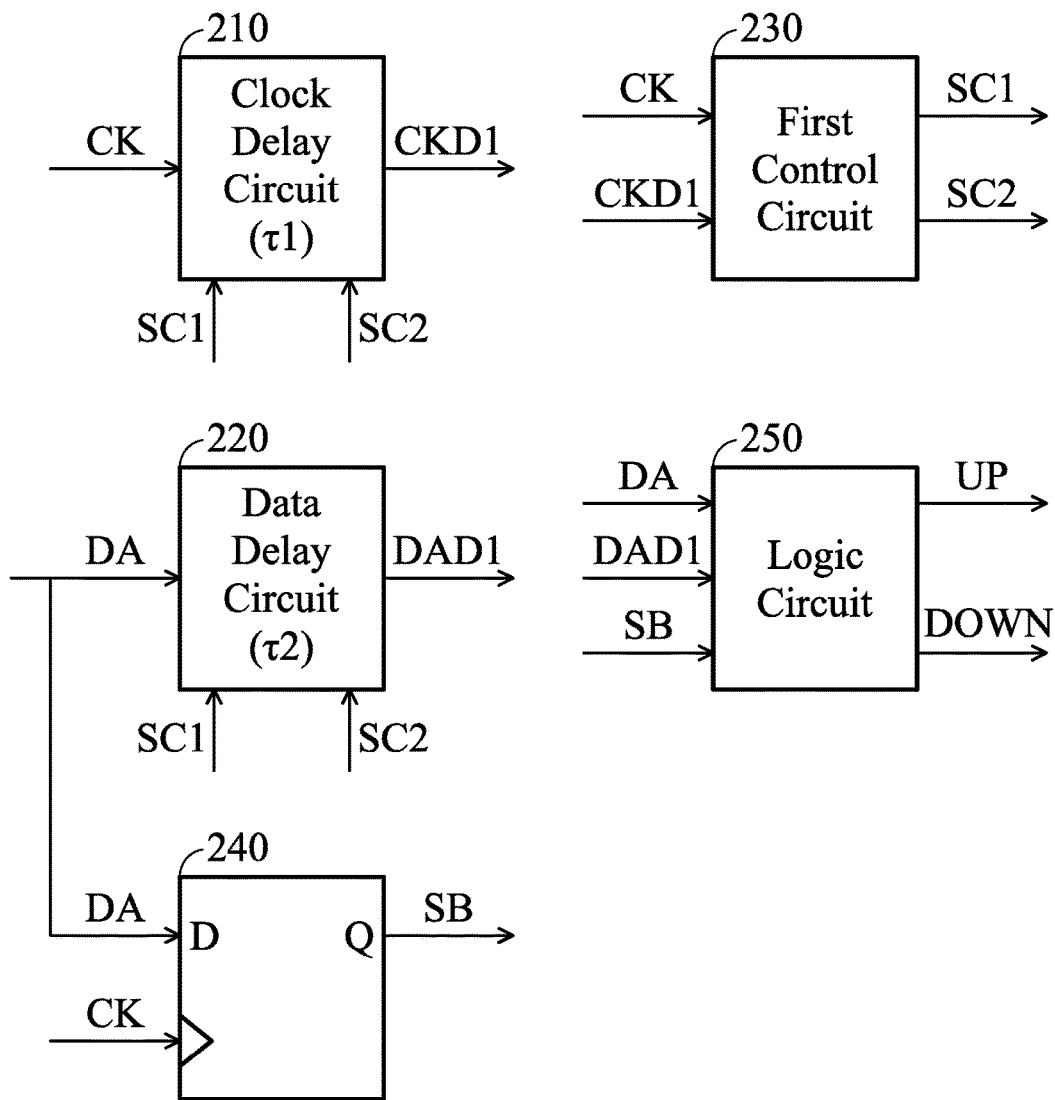 210
Clock
Delay
Circuit
(τ1)
CK
CKD1
SC1
SC2
230
First
Control
Circuit
CK
CKD1
SC1
SC2
220
Data
Delay
Circuit
(τ2)
DA
DAD1
SC1
SC2
250
Logic
Circuit
DA
DAD1
SB
UP
DOWN
240
DA
D
Q
SB
CK